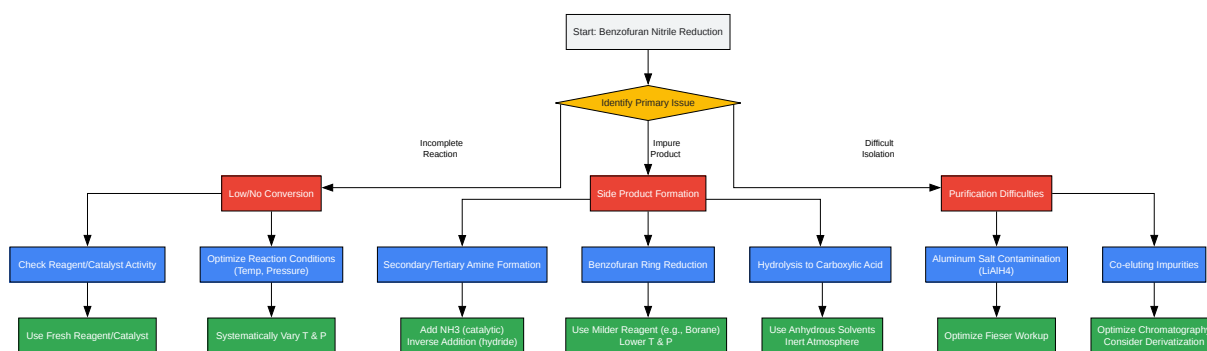 Start: Benzofuran Nitrile Reduction
Identify Primary Issue
Incomplete
Reaction
Impure
Product
Difficult
Isolation
Low/No Conversion
Side Product Formation
Purification Difficulties
Check Reagent/Catalyst Activity
Optimize Reaction Conditions
(Temp, Pressure)
Secondary/Tertiary Amine Formation
Benzofuran Ring Reduction
Hydrolysis to Carboxylic Acid
Aluminum Salt Contamination
(LiAlH4)
Co-eluting Impurities
Use Fresh Reagent/Catalyst
Systematically Vary T & P
Add NH3 (catalytic)
Inverse Addition (hydride)
Use Milder Reagent (e.g., Borane)
Lower T & P
Use Anhydrous Solvents
Inert Atmosphere
Optimize Fieser Workup
Optimize Chromatography
Consider Derivatization